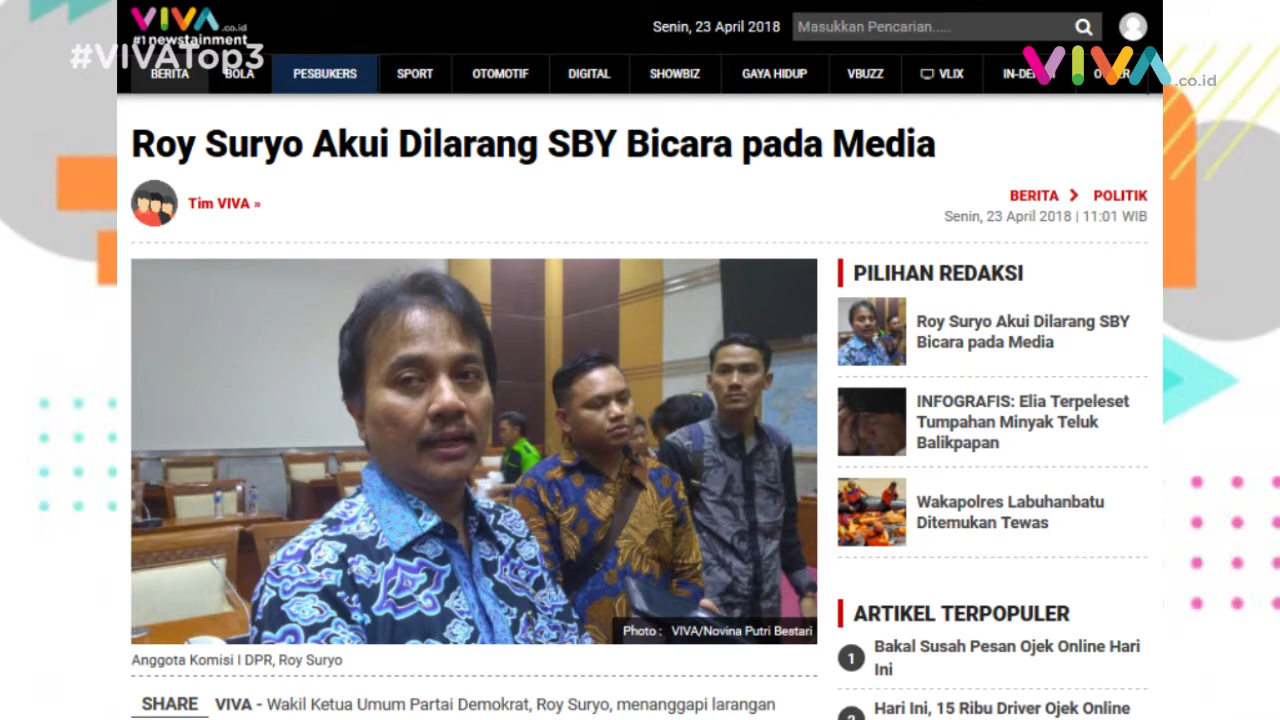 VIVA.co.id
#1 newstainment
#VIVATop3
Senin, 23 April 2018
Masukkan Pencarian.....
VIVA.co.id
BERITA
BOLA
PESBUKERS
SPORT
OTOMOTIF
DIGITAL
SHOWBIZ
GAYA HIDUP
VBUZZ
VLIX
Roy Suryo Akui Dilarang SBY Bicara pada Media
Tim VIVA »
BERITA > POLITIK
Senin, 23 April 2018 | 11:01 WIB
Photo : VIVA/Novina Putri Bestari
Anggota Komisi I DPR, Roy Suryo
SHARE
VIVA - Wakil Ketua Umum Partai Demokrat, Roy Suryo, menanggapi larangan
PILIHAN REDAKSI
Roy Suryo Akui Dilarang SBY
Bicara pada Media
INFOGRAFIS: Elia Terpeleset
Tumpahan Minyak Teluk
Balikpapan
Wakapolres Labuhanbatu
Ditemukan Tewas
ARTIKEL TERPOPULER
1
Bakal Susah Pesan Ojek Online Hari
Ini
2
Hari Ini, 15 Ribu Driver Ojek Online